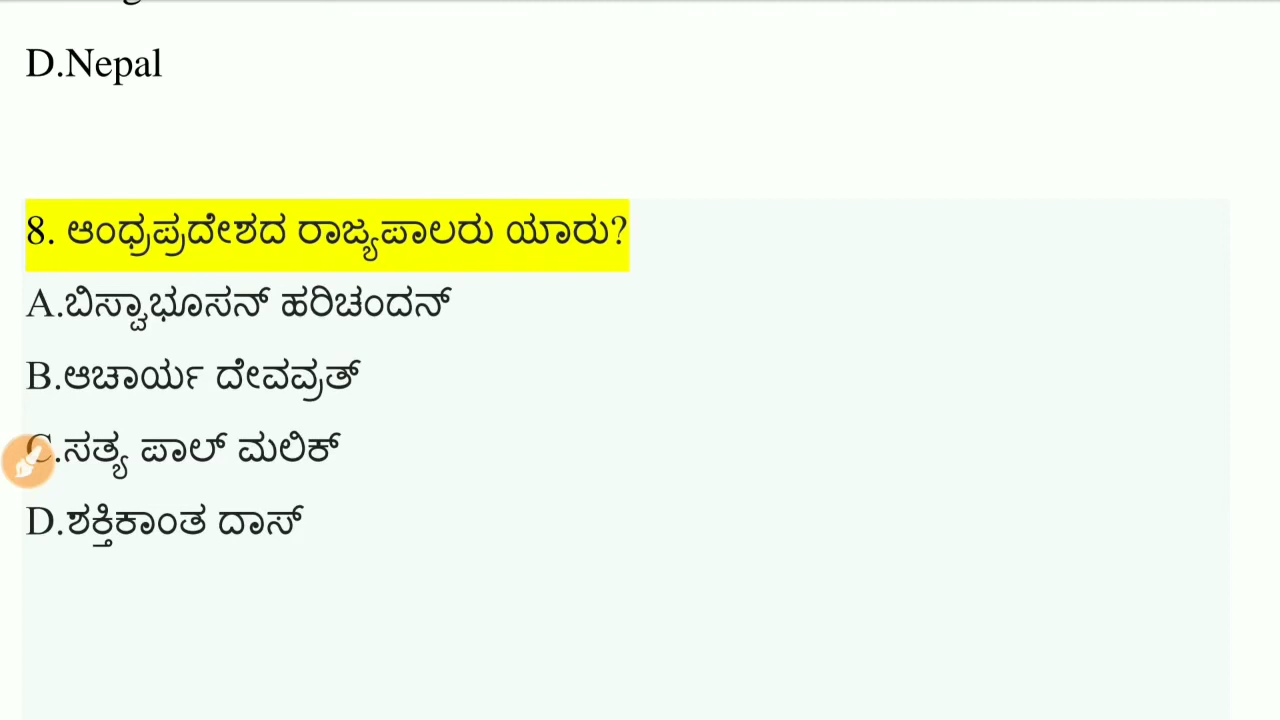 D.Nepal
8. ಆಂಧ್ರಪ್ರದೇಶದ ರಾಜ್ಯಪಾಲರು ಯಾರು?
A.ಬಿಸ್ವಾಭೂಸನ್ ಹರಿಚಂದನ್
B.ಆಚಾರ್ಯ ದೇವವ್ರತ್
C.ಸತ್ಯ ಪಾಲ್ ಮಲಿಕ್
D.ಶಕ್ತಿಕಾಂತ ದಾಸ್